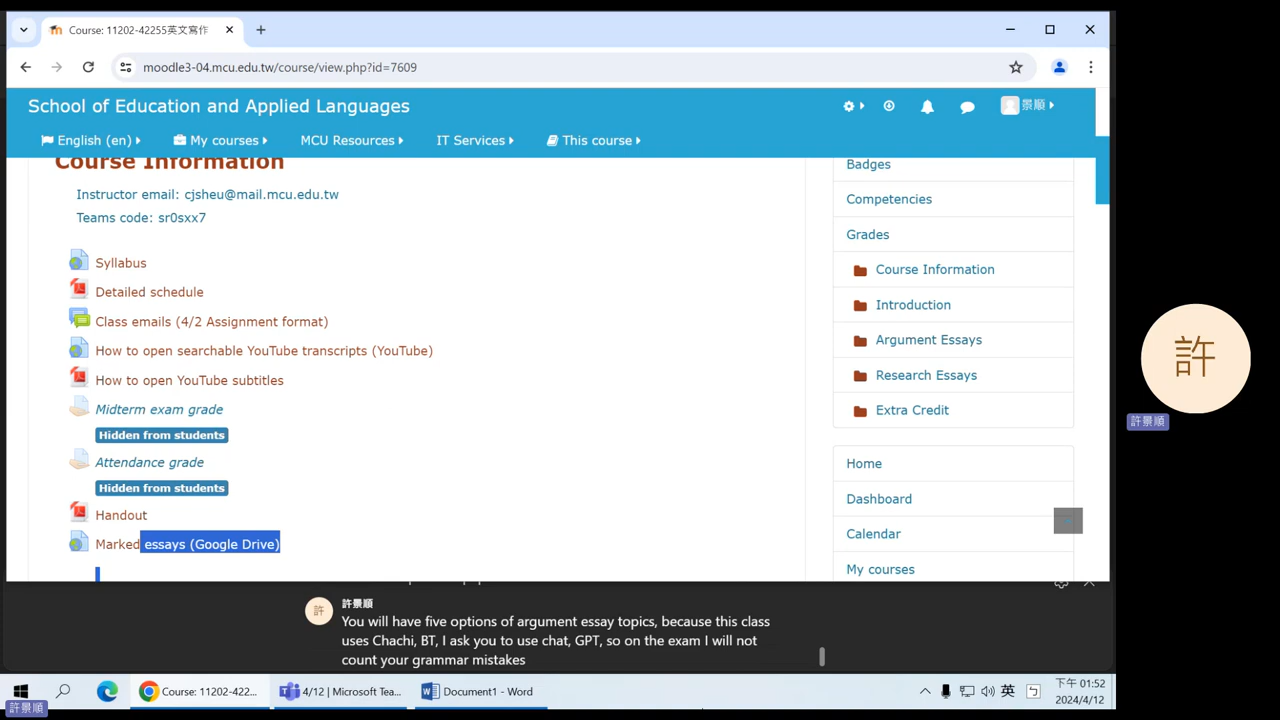 Course: 11202-42255英文寫作
moodle3-04.mcu.edu.tw/course/view.php?id=7609
School of Education and Applied Languages
景順
English (en)
My courses
MCU Resources
IT Services
This course
Course Information
Instructor email: cjsheu@mail.mcu.edu.tw
Teams code: sr0sxx7
Syllabus
Detailed schedule
Class emails (4/2 Assignment format)
How to open searchable YouTube transcripts (YouTube)
How to open YouTube subtitles
Midterm exam grade
Hidden from students
Attendance grade
Hidden from students
Handout
Marked essays (Google Drive)
Badges
Competencies
Grades
Course Information
Introduction
Argument Essays
Research Essays
Extra Credit
Home
Dashboard
Calendar
My courses
許
許景順
許
許景順
You will have five options of argument essay topics, because this class
uses Chachi, BT, I ask you to use chat, GPT, so on the exam I will not
count your grammar mistakes
Course: 11202-422...
4/12 | Microsoft Tea...
Document1 - Word
英
下午 01:52
2024/4/12
許景順